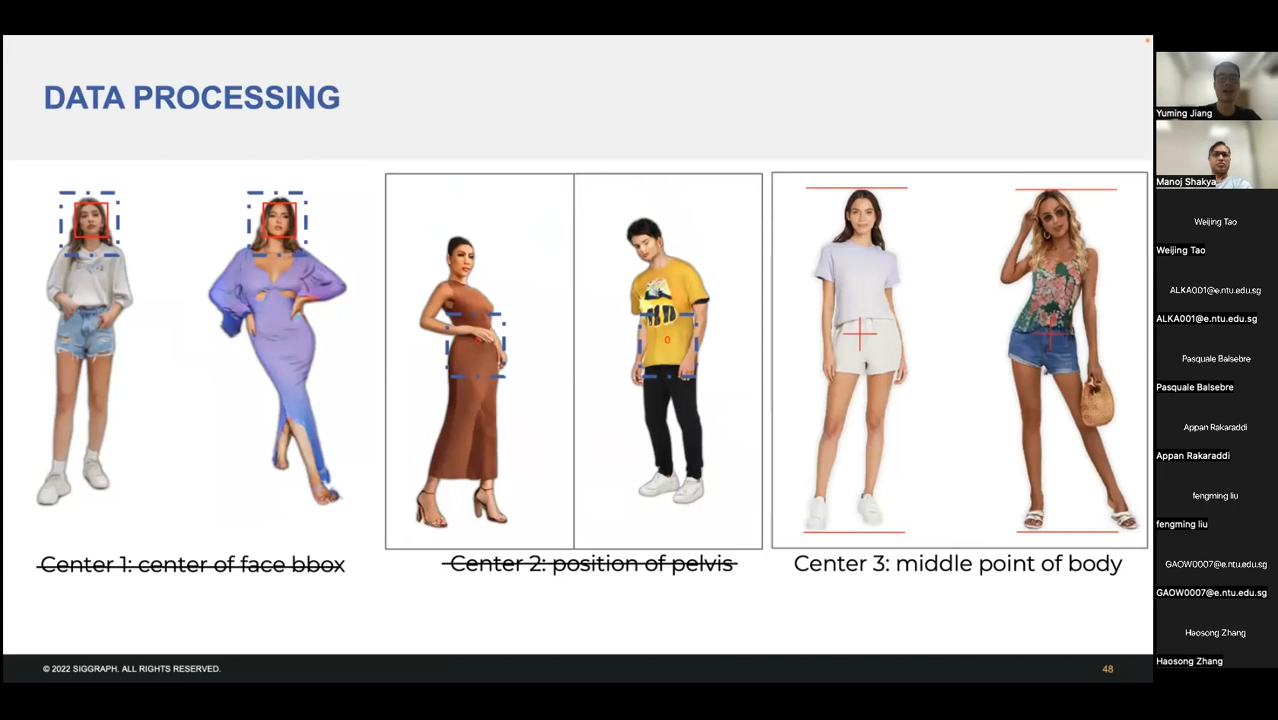 DATA PROCESSING
0
Center 1: center of face bbox
Center 2: position of pelvis
Center 3: middle point of body
© 2022 SIGGRAPH. ALL RIGHTS RESERVED.
48
Yuming Jiang
Manoj Shakya
Weijing Tao
Weijing Tao
ALKA001@e.ntu.edu.sg
ALKA001@e.ntu.edu.sg
Pasquale Balsebre
Pasquale Balsebre
Appan Rakaraddi
Appan Rakaraddi
fengming liu
fengming liu
GAOW0007@e.ntu.edu.sg
GAOW0007@e.ntu.edu.sg
Haosong Zhang
Haosong Zhang